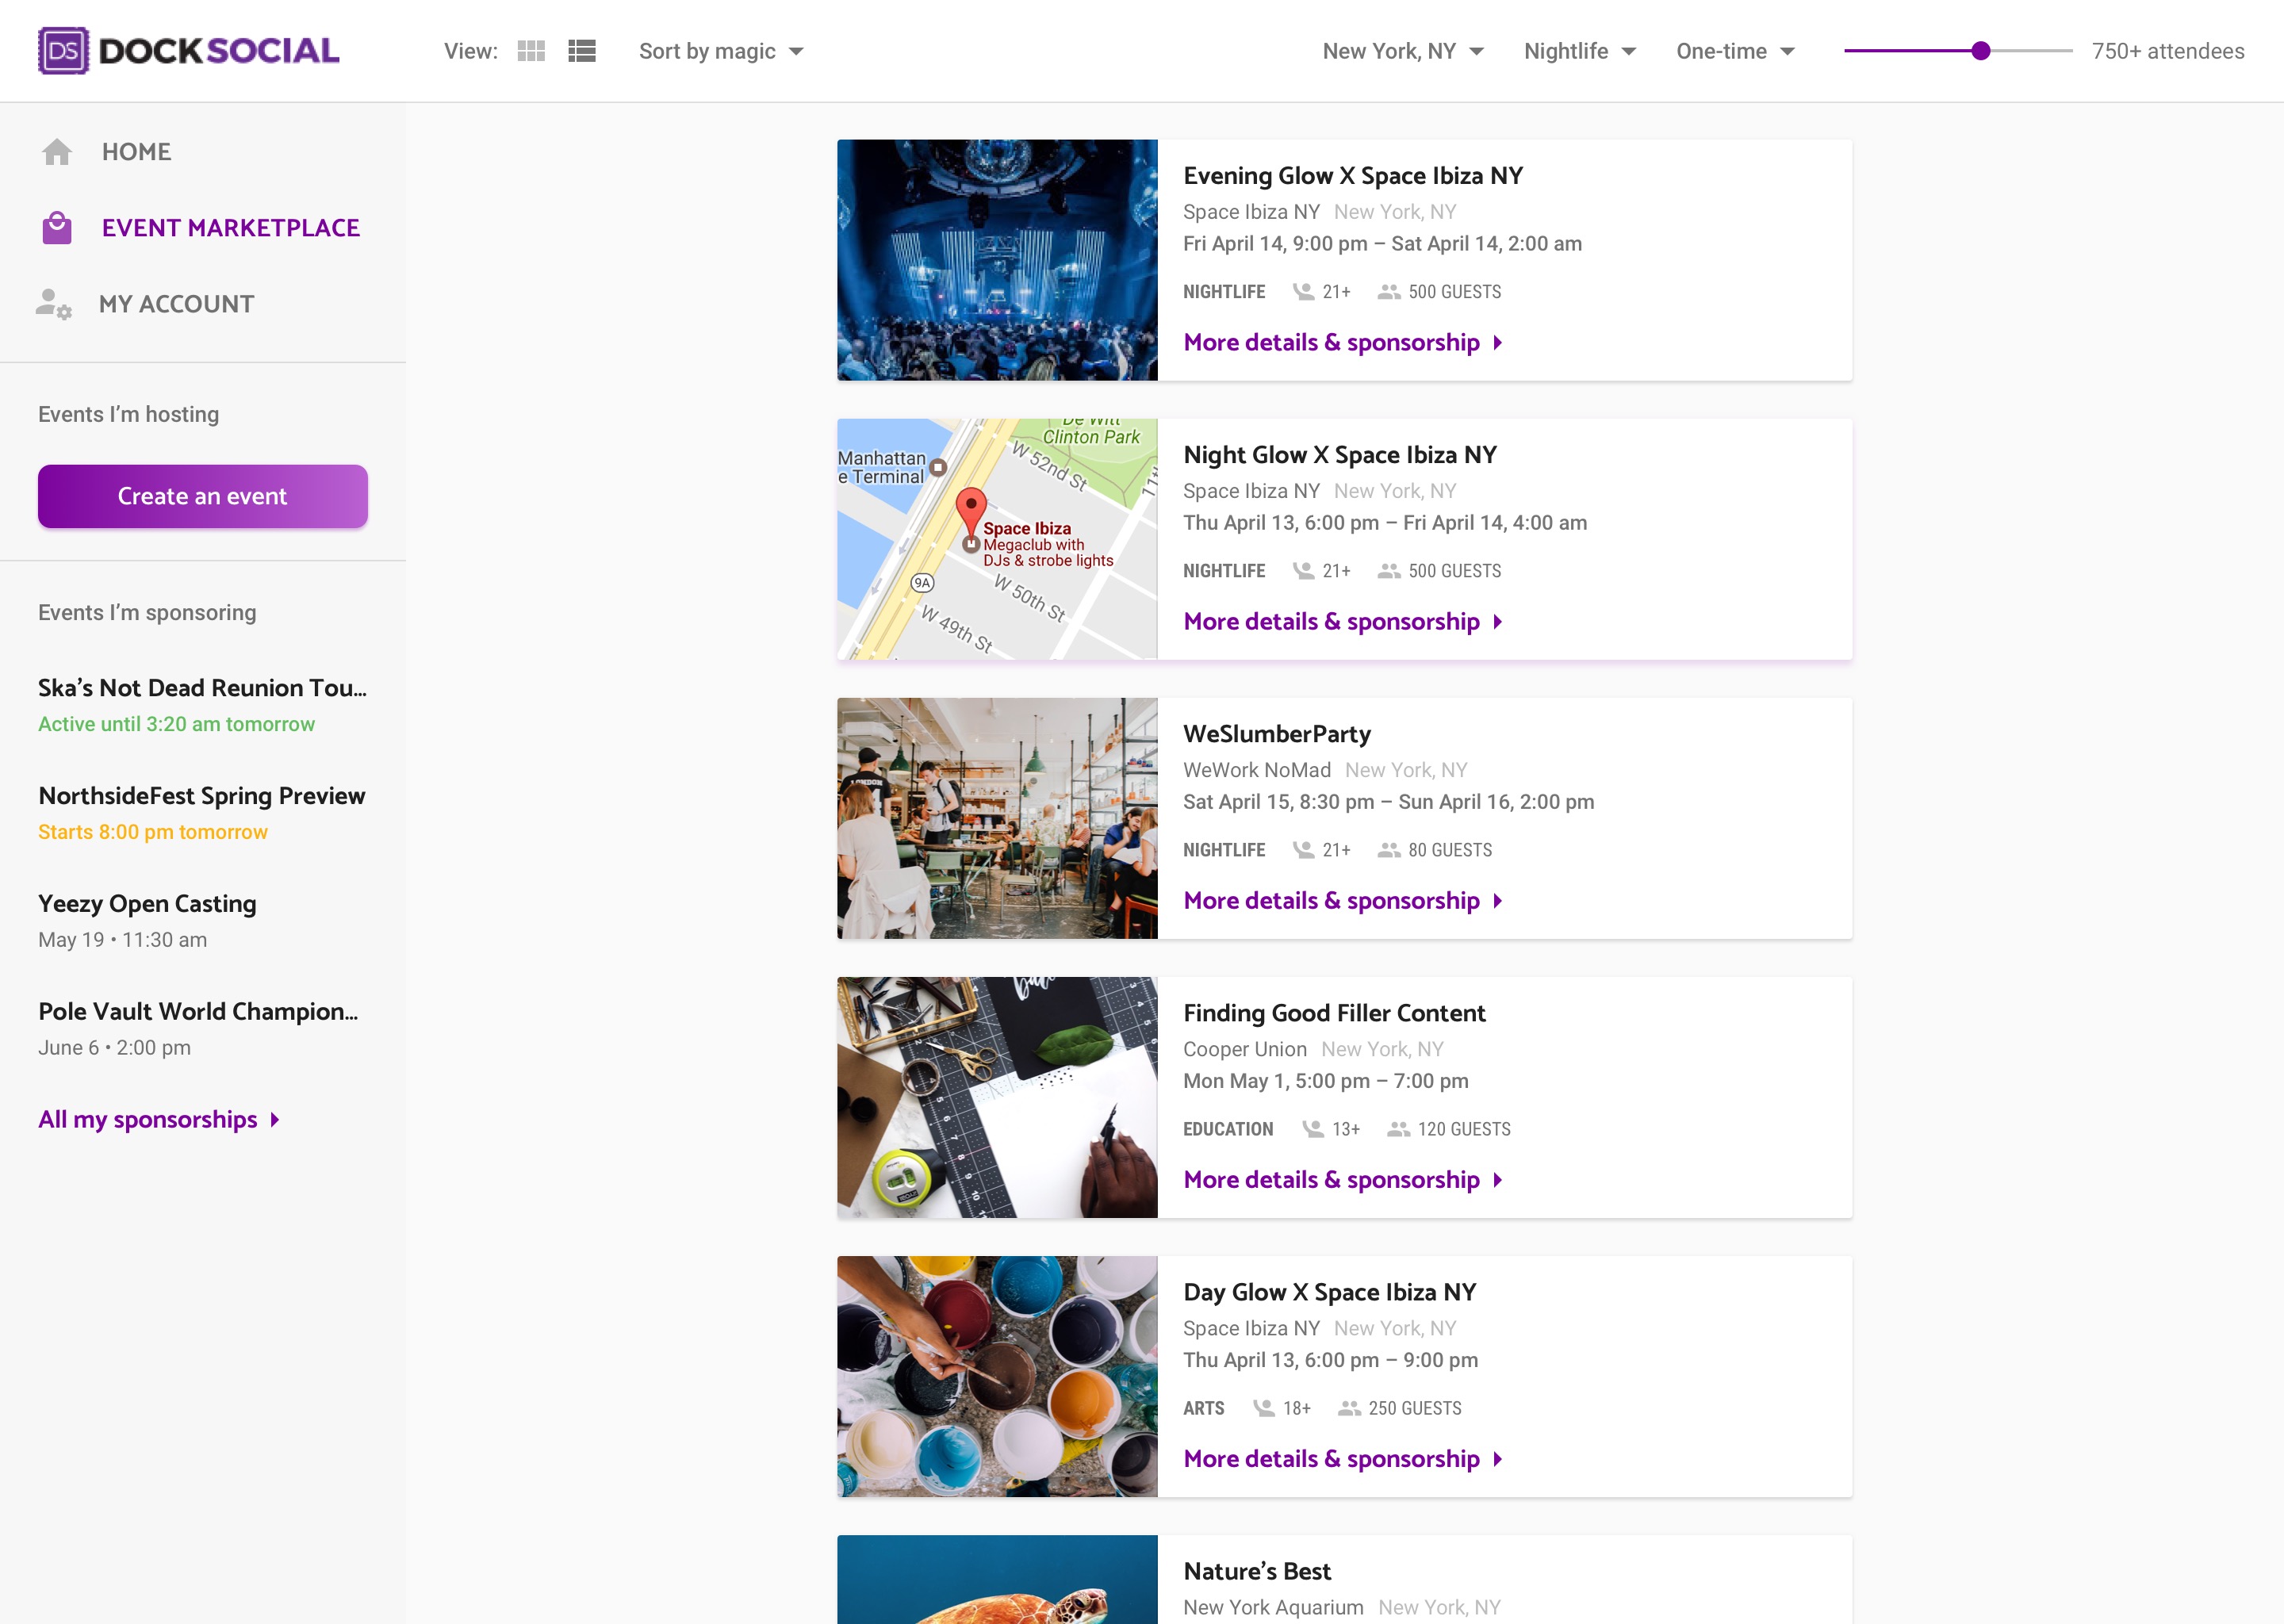 DS DOCKSOCIAL
View:
Sort by magic
New York, NY
Nightlife
One-time
750+ attendees
HOME
EVENT MARKETPLACE
MY ACCOUNT
Events I’m hosting
Create an event
Events I’m sponsoring
Ska’s Not Dead Reunion Tou...
Active until 3:20 am tomorrow
NorthsideFest Spring Preview
Starts 8:00 pm tomorrow
Yeezy Open Casting
May 19 • 11:30 am
Pole Vault World Champion...
June 6 • 2:00 pm
All my sponsorships
Evening Glow X Space Ibiza NY
Space Ibiza NY New York, NY
Fri April 14, 9:00 pm – Sat April 14, 2:00 am
NIGHTLIFE 21+ 500 GUESTS
More details & sponsorship
De Witt
Clinton Park
Manhattan
e Terminal
W 52nd St
11t
Space Ibiza
Megaclub with
DJs & strobe lights
9A
W 50th St
W 49th St
Night Glow X Space Ibiza NY
Space Ibiza NY New York, NY
Thu April 13, 6:00 pm – Fri April 14, 4:00 am
NIGHTLIFE 21+ 500 GUESTS
More details & sponsorship
LONDON
WeSlumberParty
WeWork NoMad New York, NY
Sat April 15, 8:30 pm – Sun April 16, 2:00 pm
NIGHTLIFE 21+ 80 GUESTS
More details & sponsorship
Finding Good Filler Content
Cooper Union New York, NY
Mon May 1, 5:00 pm – 7:00 pm
EDUCATION 13+ 120 GUESTS
More details & sponsorship
Day Glow X Space Ibiza NY
Space Ibiza NY New York, NY
Thu April 13, 6:00 pm – 9:00 pm
ARTS 18+ 250 GUESTS
More details & sponsorship
Nature’s Best
New York Aquarium New York, NY